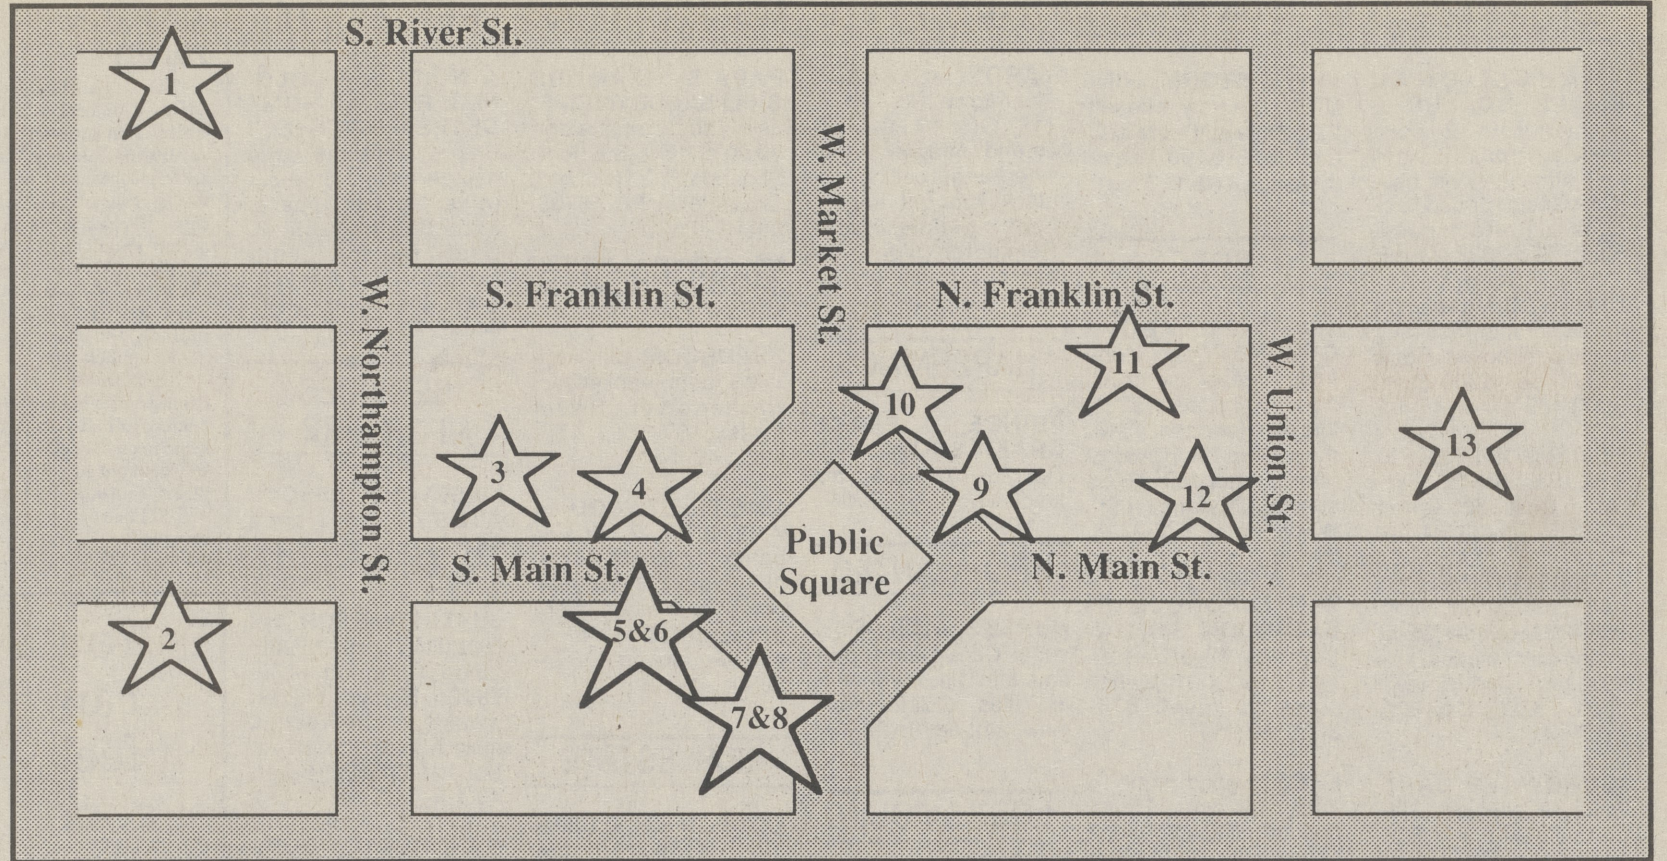 S. River St.
1
W. Market St.
S. Franklin St.
N. Franklin St.
W. Northampton St.
W. Union St.
11
10
13
3
4
9
12
Public
Square
S. Main St.
N. Main St.
5&6
2
7&8